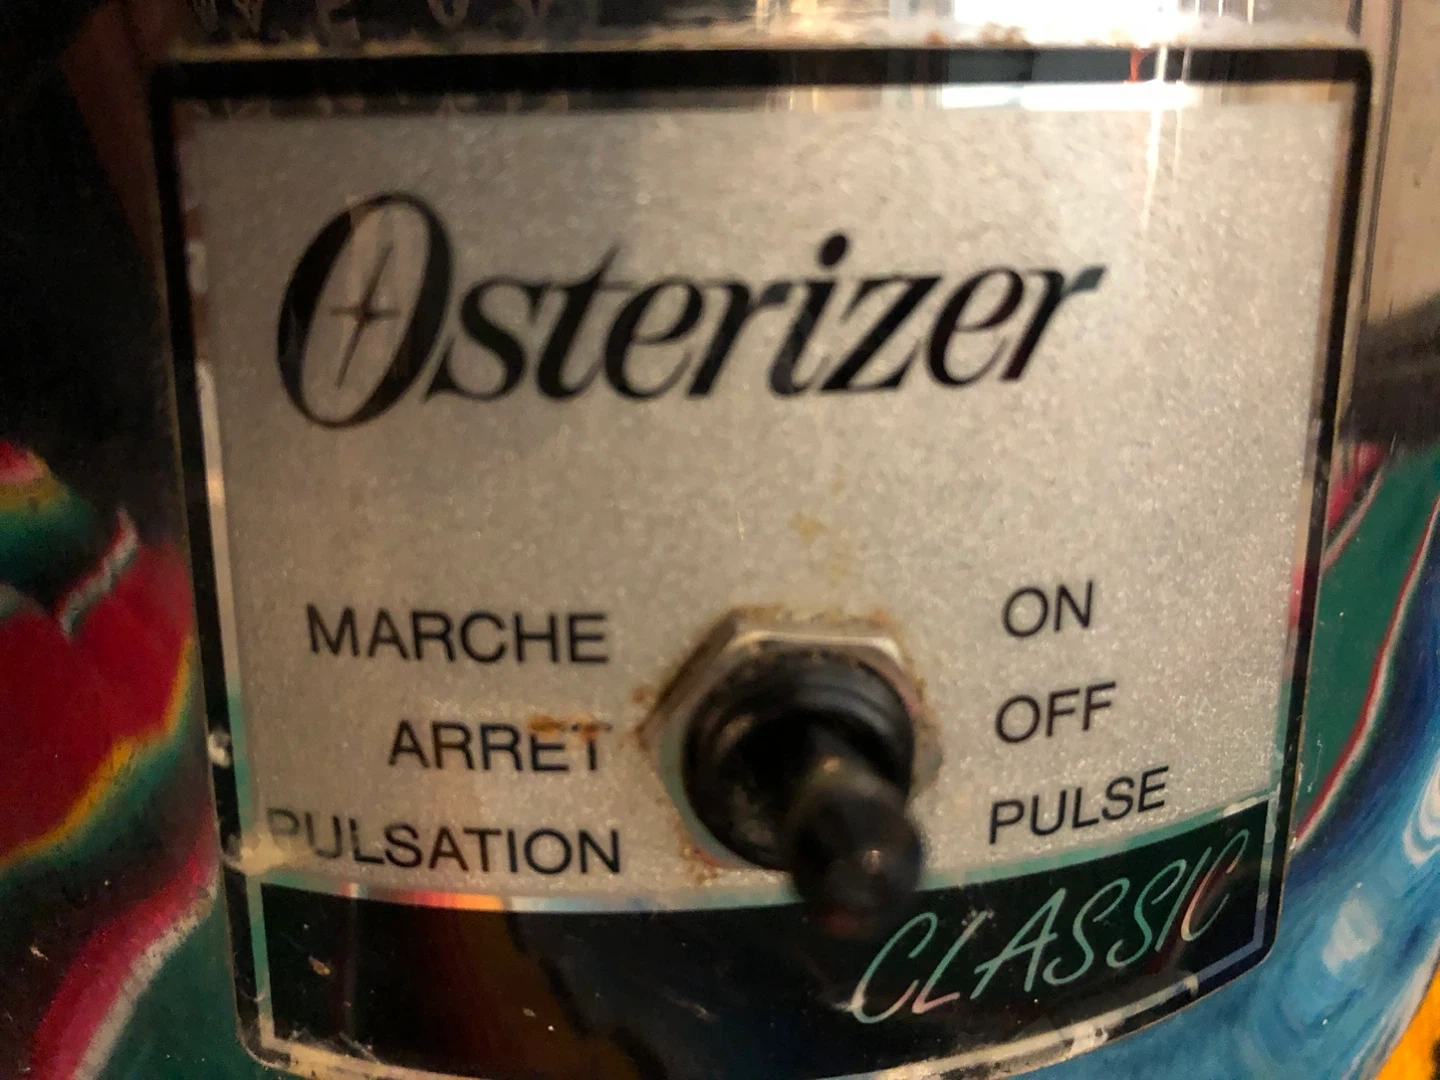 Osterizer
MARCHE ON
ARRET OFF
PULSATION PULSE
CLASSIC